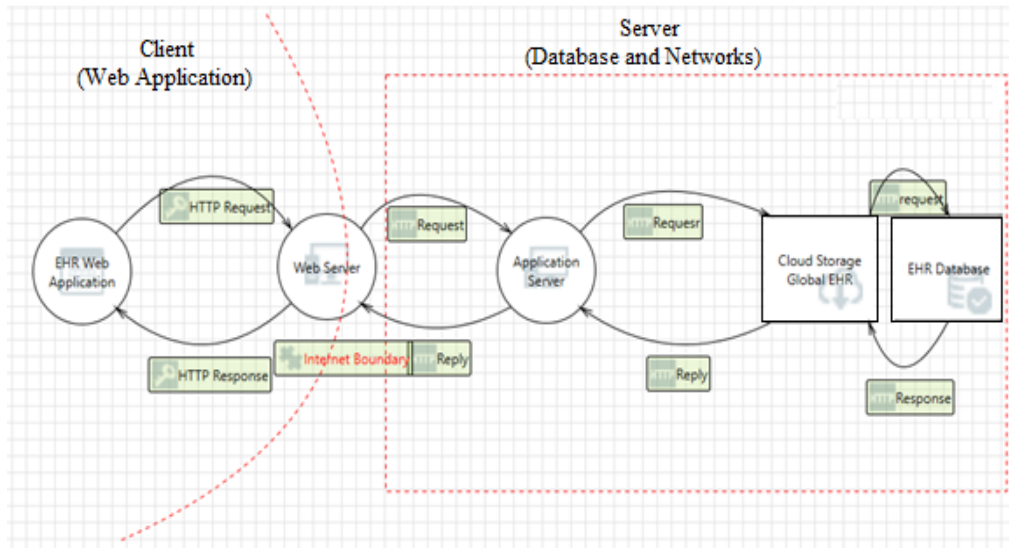 Client
(Web Application)
Server
(Database and Networks)
HTTP Request
Request
Requesr
request
EHR Web
Application
Web Server
Application
Server
Cloud Storage
Global EHR
EHR Database
HTTP Response
Internet Boundary
Reply
Reply
Response